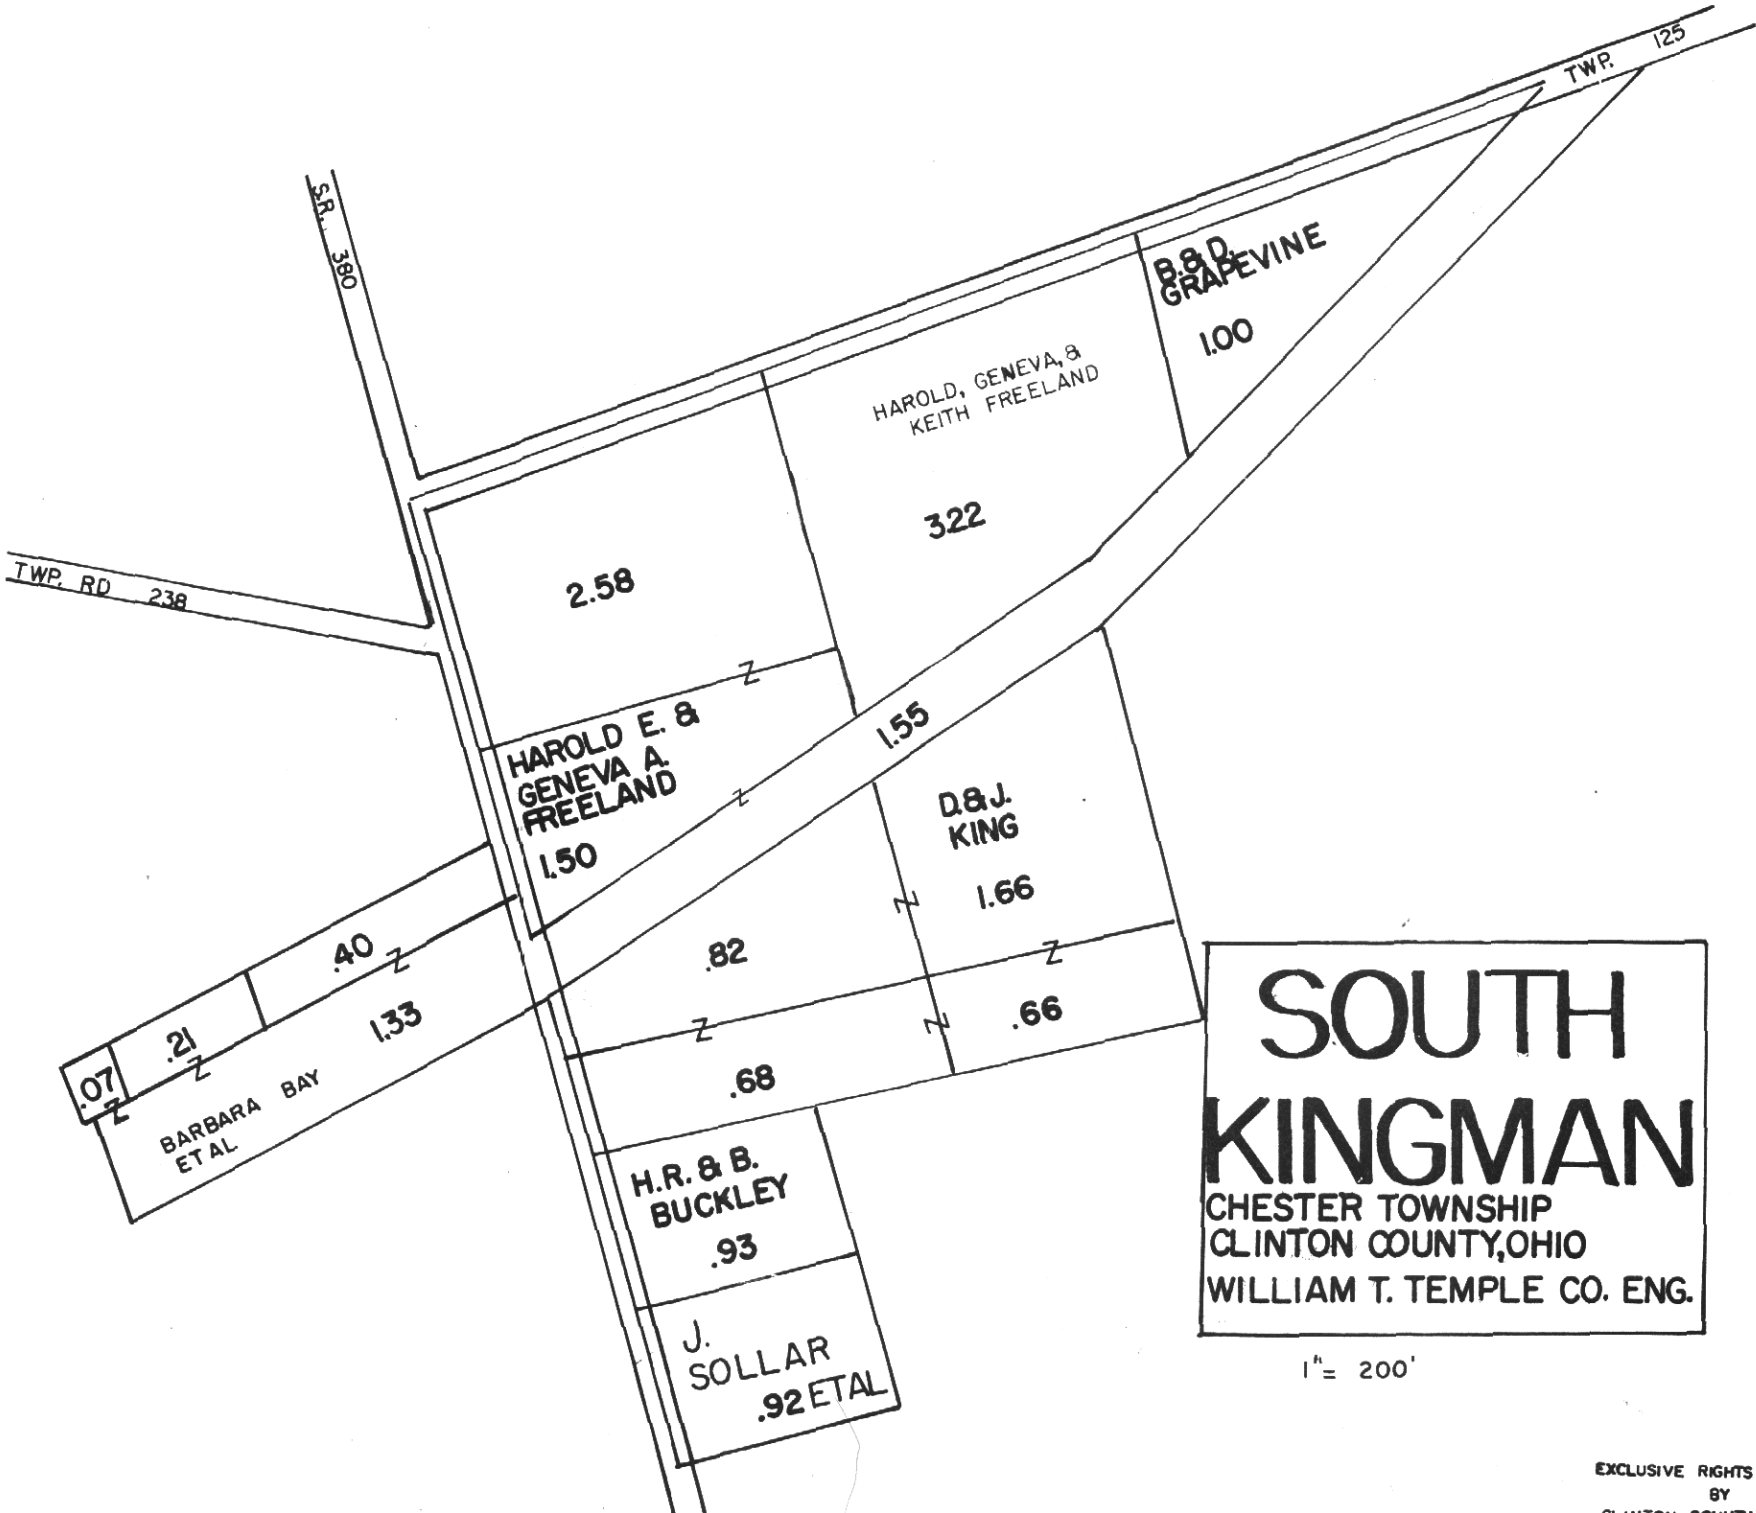 TWP. 125
S.R. 380
B.&D.
GRAPEVINE
1.00
HAROLD, GENEVA, &
KEITH FREELAND
3.22
2.58
TWP. RD 238
Z
HAROLD E. &
GENEVA A.
FREELAND
1.50
1.55
Z
D.&J.
KING
1.66
Z
.82
Z
.40
Z
1.33
.21
Z
.07
Z
BARBARA BAY
ET AL
Z
.66
Z
.68
H.R. & B.
BUCKLEY
.93
J.
SOLLAR
.92 ETAL
SOUTH
KINGMAN
CHESTER TOWNSHIP
CLINTON COUNTY, OHIO
WILLIAM T. TEMPLE CO. ENG.
1"= 200'
EXCLUSIVE RIGHTS
BY